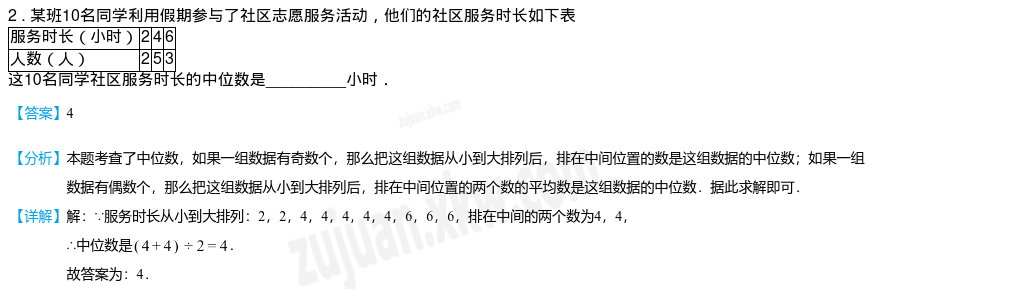 2．某班10名同学利用假期参与了社区志愿服务活动，他们的社区服务时长如下表
服务时长（小时）246
人数（人）253
这10名同学社区服务时长的中位数是__________小时．
【答案】4
zujuan.xkw.com
【分析】本题考查了中位数，如果一组数据有奇数个，那么把这组数据从小到大排列后，排在中间位置的数是这组数据的中位数；如果一组
数据有偶数个，那么把这组数据从小到大排列后，排在中间位置的两个数的平均数是这组数据的中位数．据此求解即可．
【详解】解：∵服务时长从小到大排列：2，2，4，4，4，4，4，6，6，6，排在中间的两个数为4，4，
∴中位数是(4+4)÷2=4．
故答案为：4．
zujuan.xkw.com